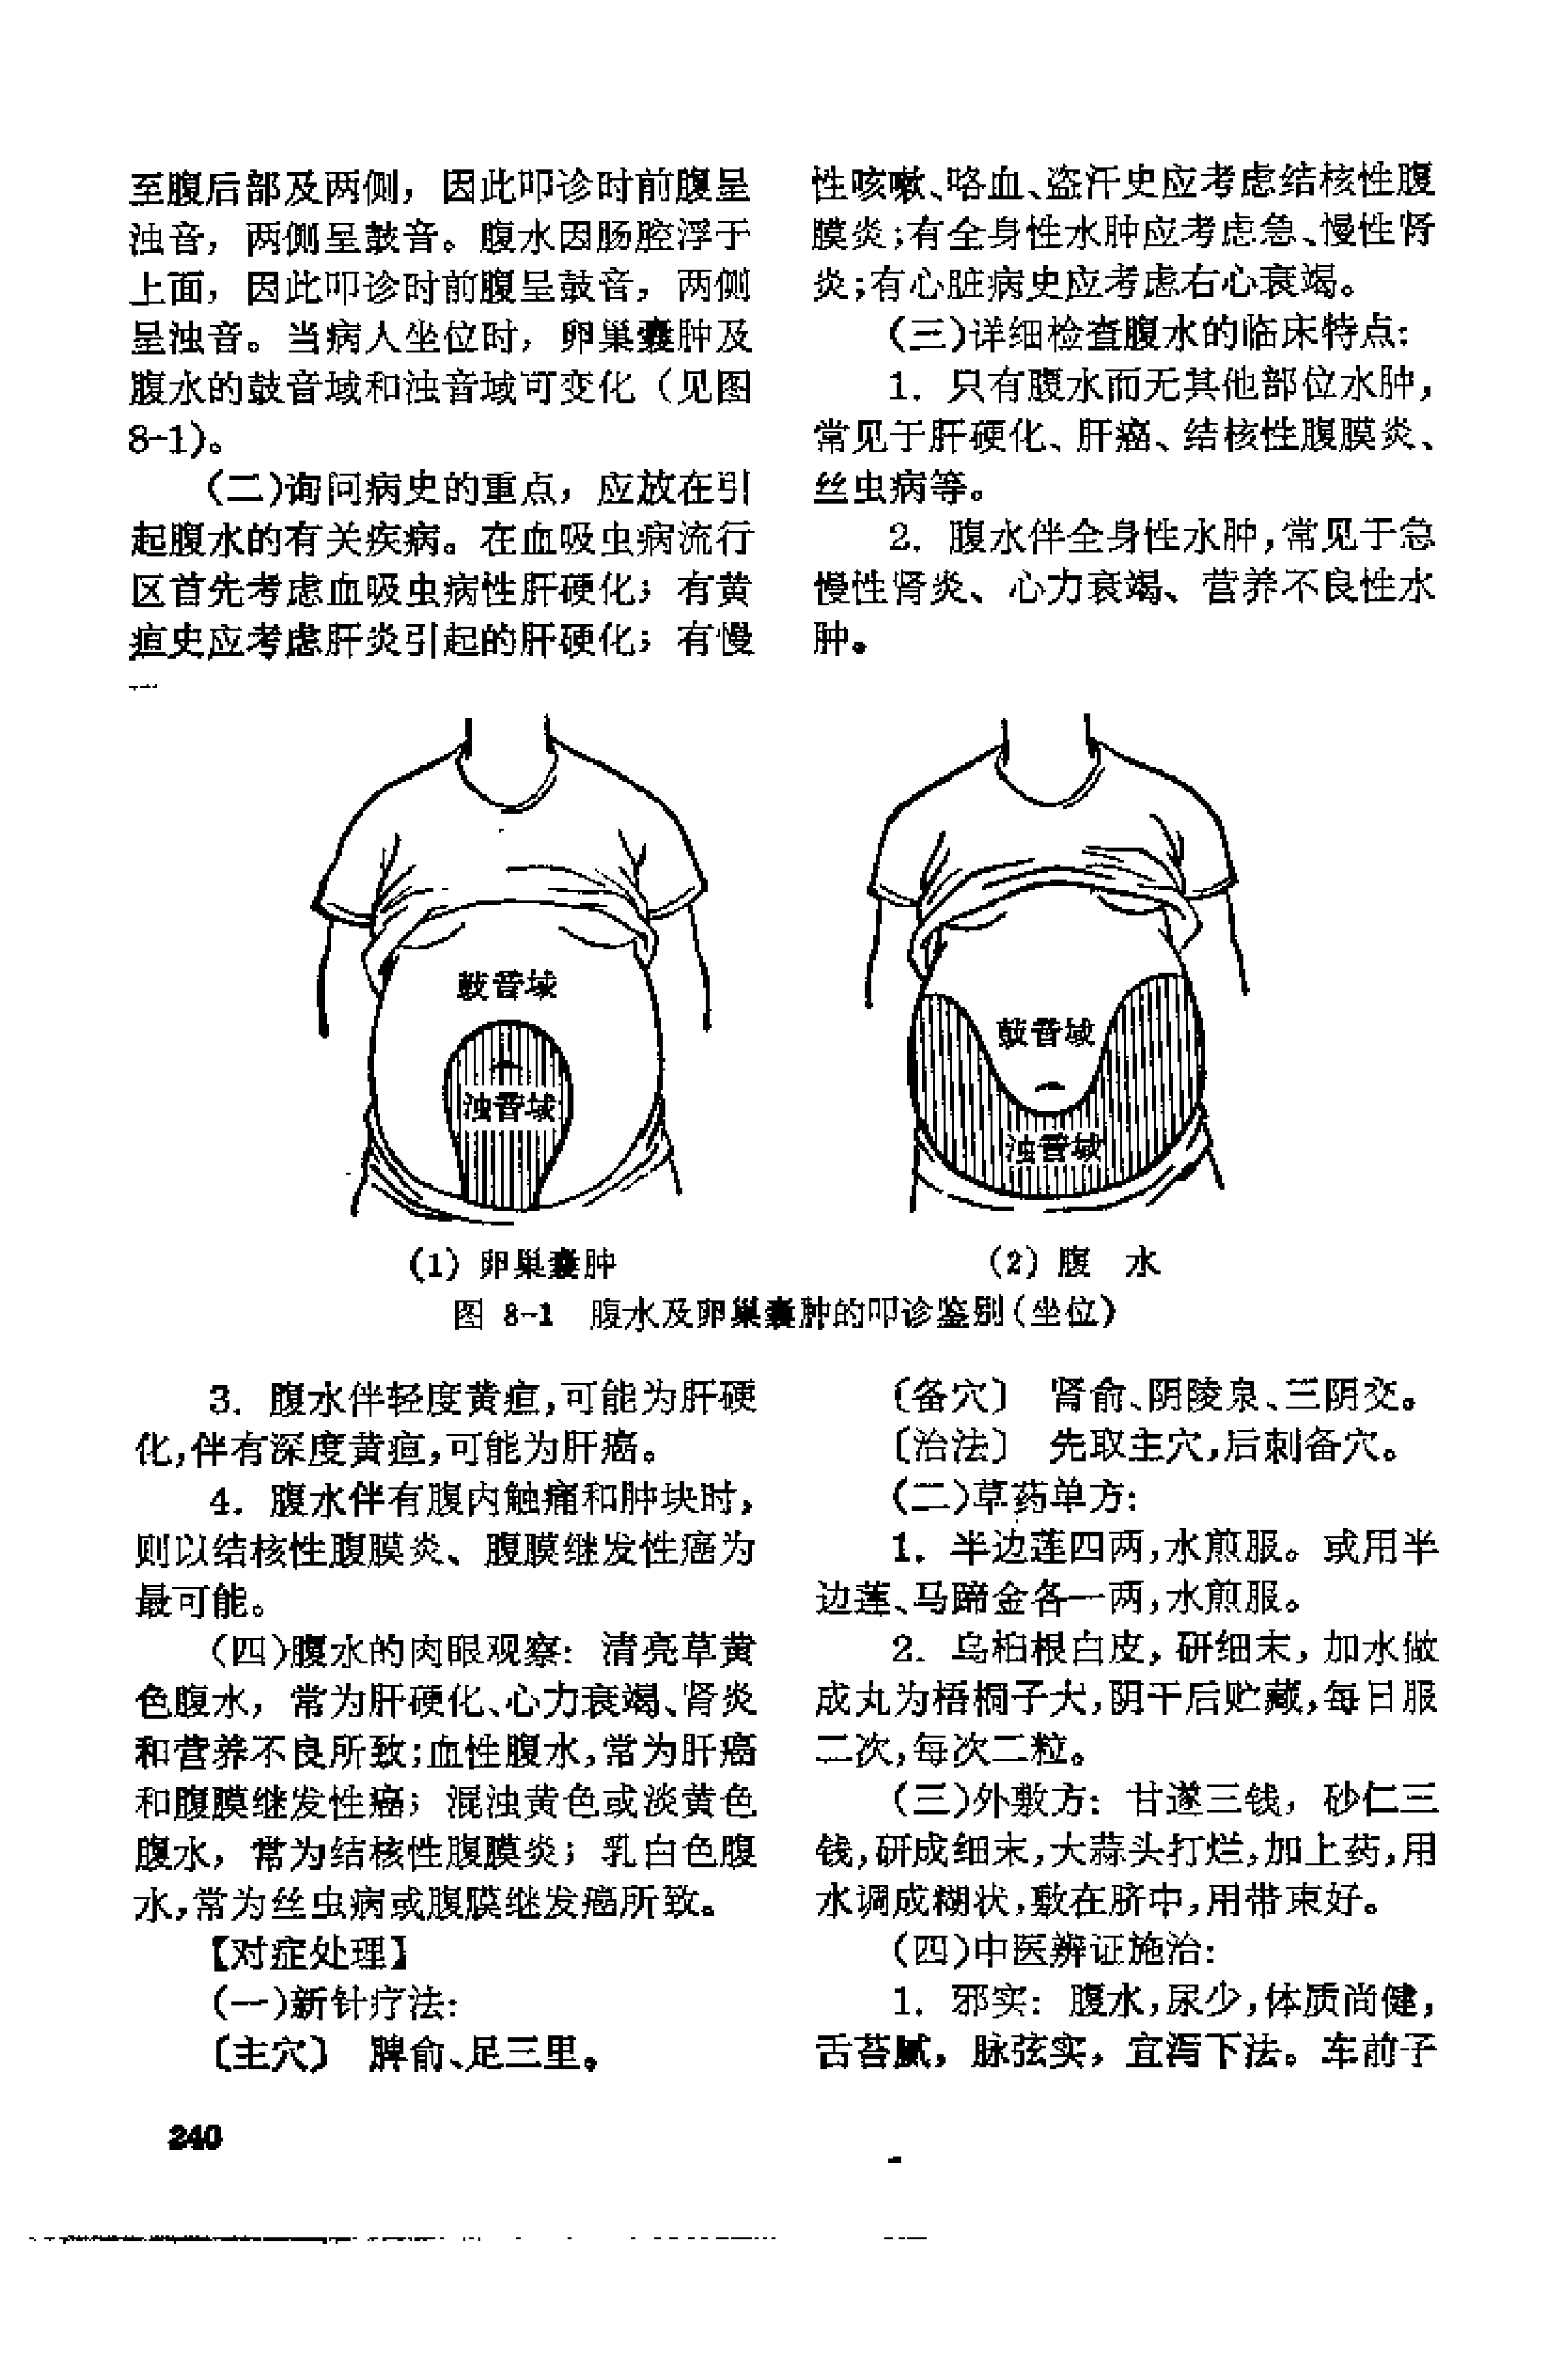 至腹后部及两侧，因此叩诊时前腹呈
浊音，两侧呈鼓音。腹水因肠腔浮于
上面，因此叩诊时前腹呈鼓音，两侧
呈浊音。当病人坐位时，卵巢囊肿及
腹水的鼓音域和浊音域可变化（见图
8-1)。
（二)询问病史的重点，应放在引
起腹水的有关疾病。在血吸虫病流行
区首先考虑血吸虫病性肝硬化；有黄
疸史应考虑肝炎引起的肝硬化；有慢
性咳嗽、咯血、盗汗史应考虑结核性腹
膜炎；有全身性水肿应考虑急、慢性肾
炎；有心脏病史应考虑右心衰竭。
（三)详细检查腹水的临床特点：
1. 只有腹水而无其他部位水肿，
常见于肝硬化、肝癌、结核性腹膜炎、
丝虫病等。
2. 腹水伴全身性水肿，常见于急
慢性肾炎、心力衰竭、营养不良性水
肿。
鼓音域
浊音域
鼓音域
浊音域
(1) 卵巢囊肿
(2) 腹 水
图 8-1 腹水及卵巢囊肿的叩诊鉴别（坐位）
3. 腹水伴轻度黄疸，可能为肝硬
化，伴有深度黄疸，可能为肝癌。
4. 腹水伴有腹内触痛和肿块时，
则以结核性腹膜炎、腹膜继发性癌为
最可能。
（四)腹水的肉眼观察：清亮草黄
色腹水，常为肝硬化、心力衰竭、肾炎
和营养不良所致；血性腹水，常为肝癌
和腹膜继发性癌；混浊黄色或淡黄色
腹水，常为结核性腹膜炎；乳白色腹
水，常为丝虫病或腹膜继发癌所致。
【对症处理】
（一)新针疗法：
〔主穴〕 脾俞、足三里。
〔备穴〕 肾俞、阴陵泉、三阴交。
〔治法〕 先取主穴，后刺备穴。
（二)草药单方：
1. 半边莲四两，水煎服。或用半
边莲、马蹄金各一两，水煎服。
2. 乌桕根白皮，研细末，加水做
成丸为梧桐子大，阴干后贮藏，每日服
二次，每次二粒。
（三)外敷方：甘遂三钱，砂仁三
钱，研成细末，大蒜头打烂，加上药，用
水调成糊状，敷在脐中，用带束好。
（四)中医辨证施治：
1. 邪实：腹水，尿少，体质尚健，
舌苔腻，脉弦实，宜泻下法。车前子
240